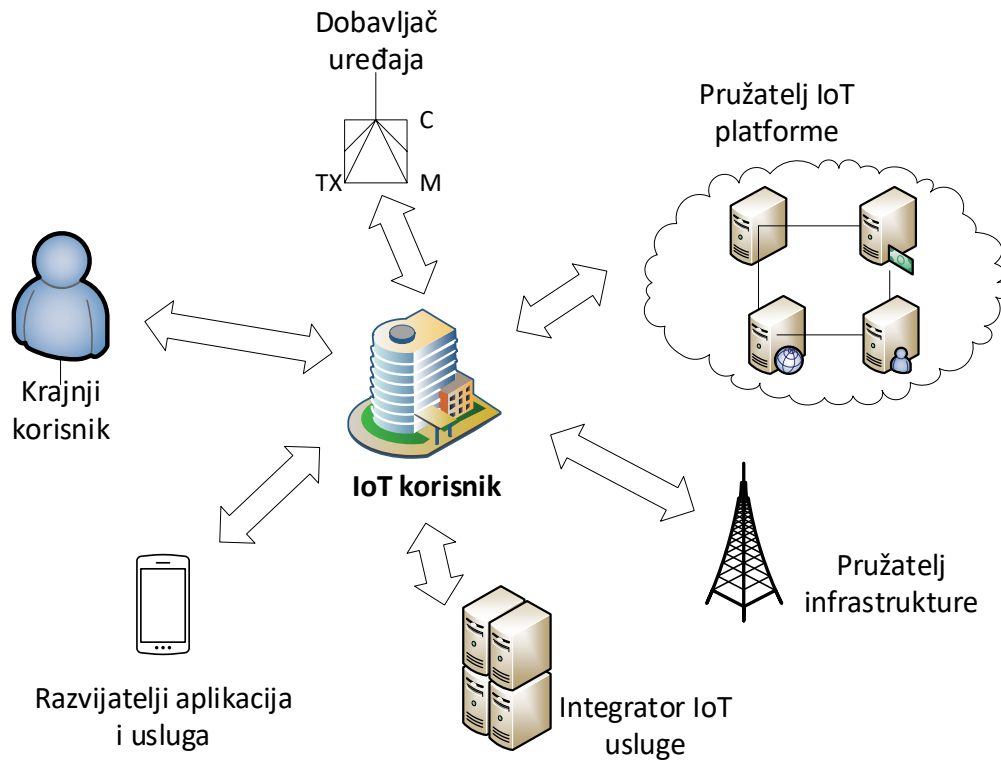 Dobavljač
uređaja
C
TX
M
Pružatelj IoT
platforme
Krajnji
korisnik
IoT korisnik
Pružatelj
infrastrukture
Razvijatelji aplikacija
i usluga
Integrator IoT
usluge